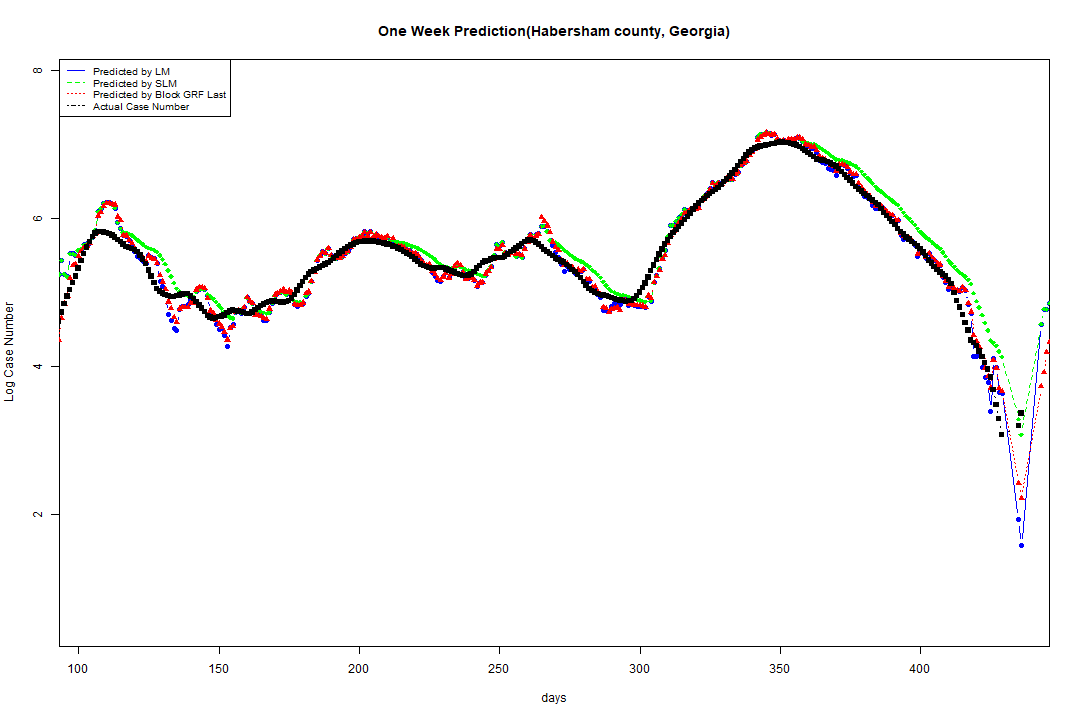 One Week Prediction(Habersham county, Georgia)
Predicted by LM
Predicted by SLM
Predicted by Block GRF Last
Actual Case Number
8
6
4
2
Log Case Number
100 150 200 250 300 350 400
days